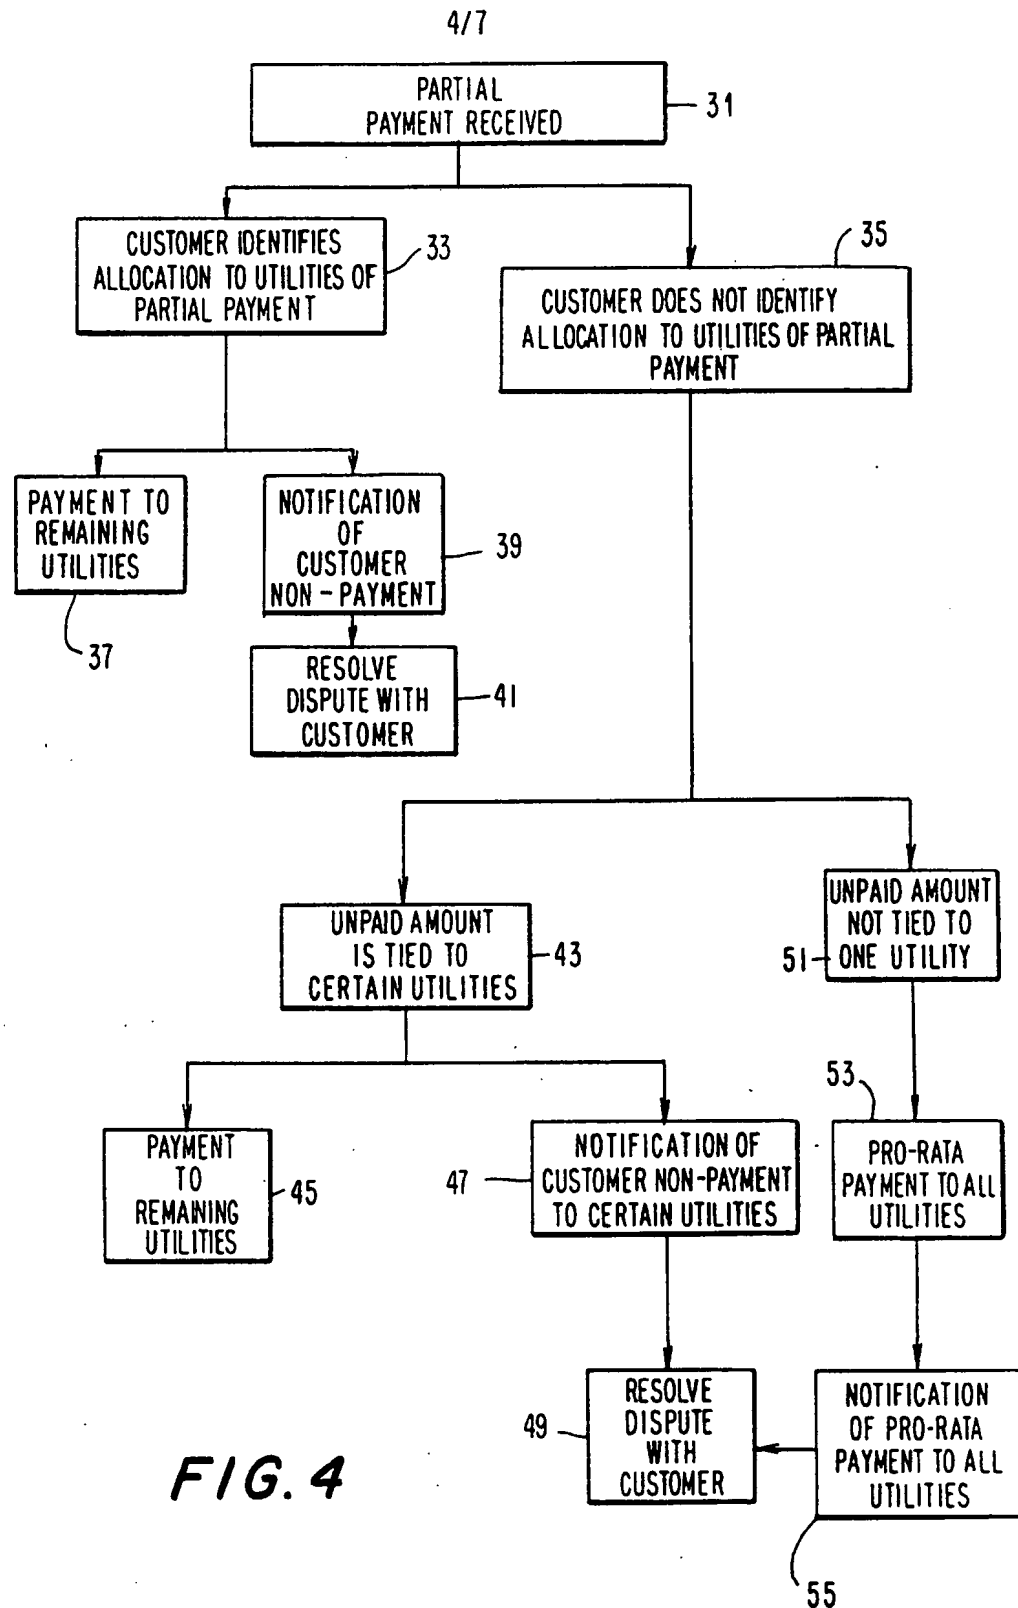 4/7
PARTIAL
PAYMENT RECEIVED
31
CUSTOMER IDENTIFIES
ALLOCATION TO UTILITIES OF
PARTIAL PAYMENT
33
35
CUSTOMER DOES NOT IDENTIFY
ALLOCATION TO UTILITIES OF PARTIAL
PAYMENT
PAYMENT TO
REMAINING
UTILITIES
37
NOTIFICATION
OF
CUSTOMER
NON-PAYMENT
39
RESOLVE
DISPUTE WITH
CUSTOMER
41
UNPAID AMOUNT
IS TIED TO
CERTAIN UTILITIES
43
UNPAID AMOUNT
NOT TIED TO
ONE UTILITY
51
PAYMENT
TO
REMAINING
UTILITIES
45
47
NOTIFICATION OF
CUSTOMER NON-PAYMENT
TO CERTAIN UTILITIES
53
PRO-RATA
PAYMENT TO ALL
UTILITIES
49
RESOLVE
DISPUTE
WITH
CUSTOMER
NOTIFICATION
OF PRO-RATA
PAYMENT TO ALL
UTILITIES
55
FIG. 4